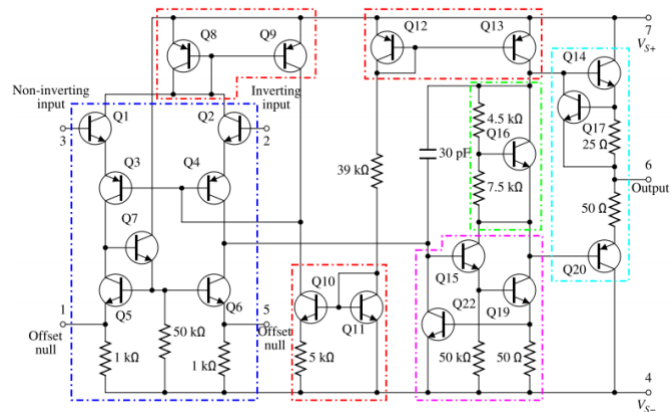 Q8
Q9
Q12
Q13
7
V_{S+}
Q14
Non-inverting
input
Inverting
input
Q1
Q2
3
2
4.5 kΩ
Q16
Q17
25 Ω
30 pF
Q3
Q4
39 kΩ
7.5 kΩ
6
Output
50 Ω
Q7
Q10
Q15
Q20
1
Q5
Q6
5
Q11
Q22
Q19
Offset
null
50 kΩ
Offset
null
1 kΩ
1 kΩ
5 kΩ
50 kΩ
50 Ω
4
V_{S−}